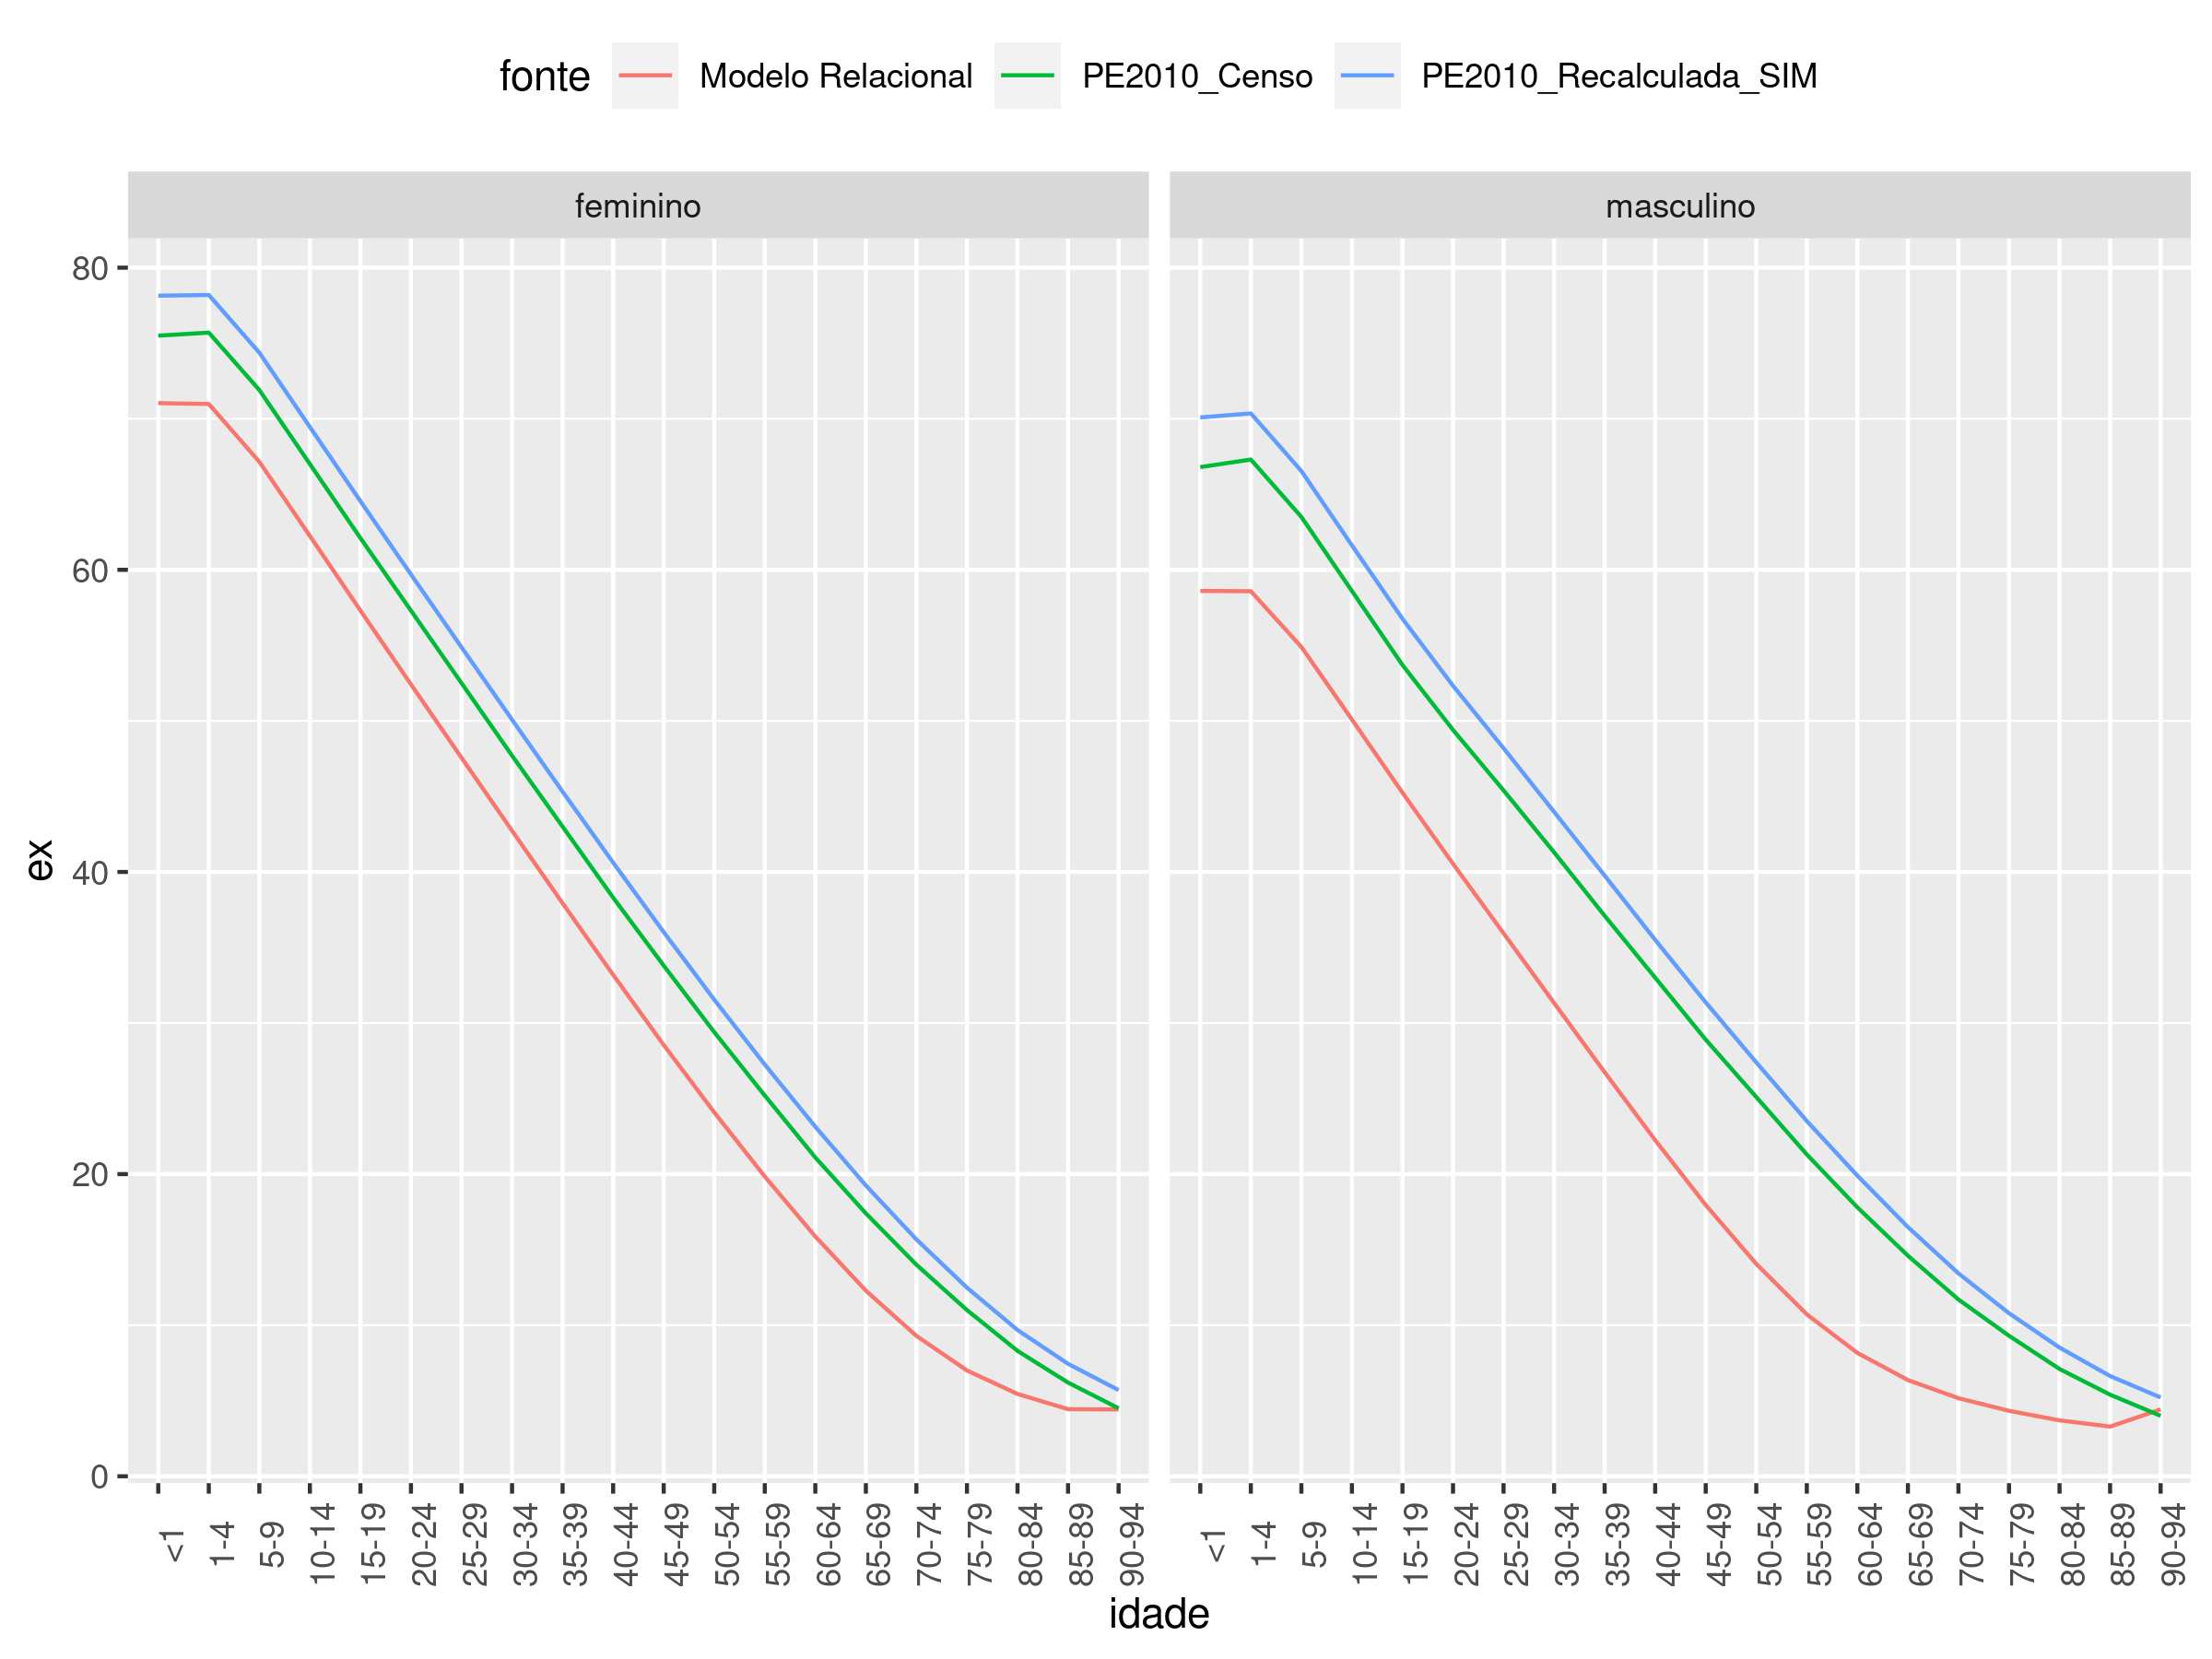 fonte Modelo Relacional PE2010_Censo PE2010_Recalculada_SIM
feminino masculino
80
60
40
20
0
ex
<1 1-4 5-9 10-14 15-19 20-24 25-29 30-34 35-39 40-44 45-49 50-54 55-59 60-64 65-69 70-74 75-79 80-84 85-89 90-94 <1 1-4 5-9 10-14 15-19 20-24 25-29 30-34 35-39 40-44 45-49 50-54 55-59 60-64 65-69 70-74 75-79 80-84 85-89 90-94
idade